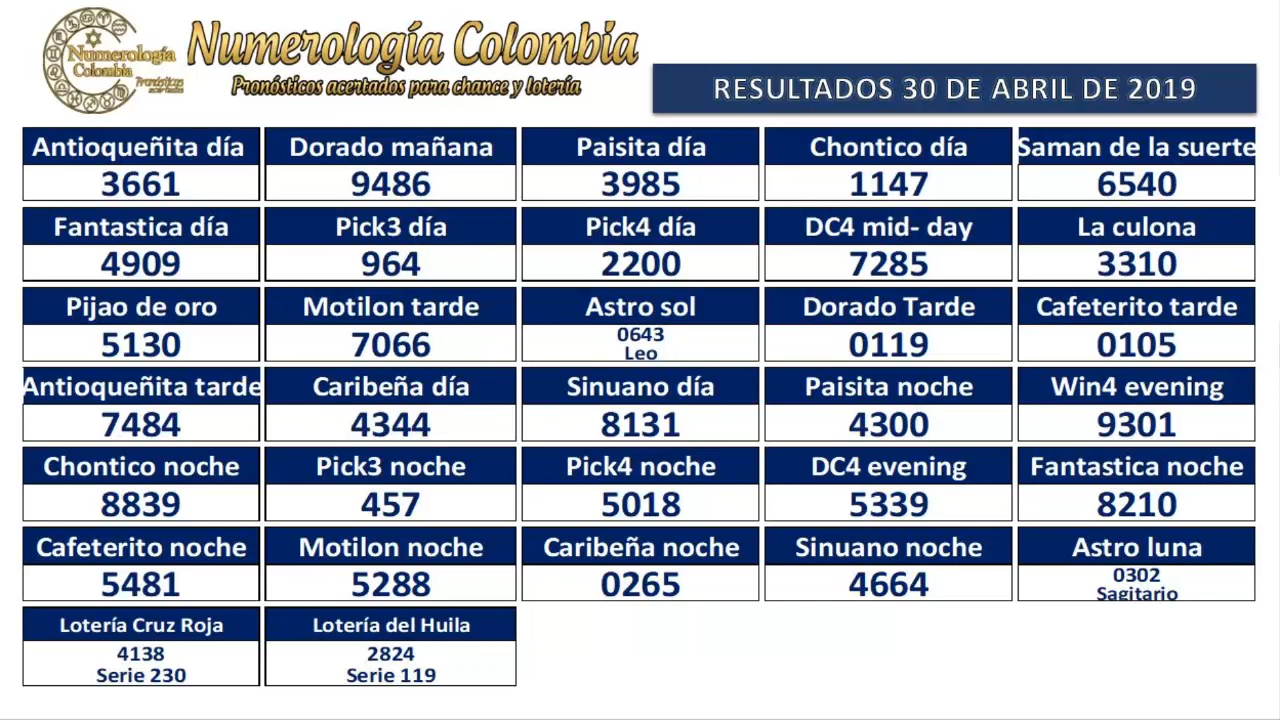 Numerología
Colombia
Pronósticos
Numerología Colombia
Pronósticos acertados para chance y lotería
RESULTADOS 30 DE ABRIL DE 2019
Antioqueñita día Dorado mañana Paisita día Chontico día Saman de la suerte
3661 9486 3985 1147 6540
Fantastica día Pick3 día Pick4 día DC4 mid- day La culona
4909 964 2200 7285 3310
Pijao de oro Motilon tarde Astro sol Dorado Tarde Cafeterito tarde
5130 7066 0643 0119 0105
Leo
Antioqueñita tarde Caribeña día Sinuano día Paisita noche Win4 evening
7484 4344 8131 4300 9301
Chontico noche Pick3 noche Pick4 noche DC4 evening Fantastica noche
8839 457 5018 5339 8210
Cafeterito noche Motilon noche Caribeña noche Sinuano noche Astro luna
5481 5288 0265 4664 0302
Sagitario
Lotería Cruz Roja Lotería del Huila
4138 2824
Serie 230 Serie 119